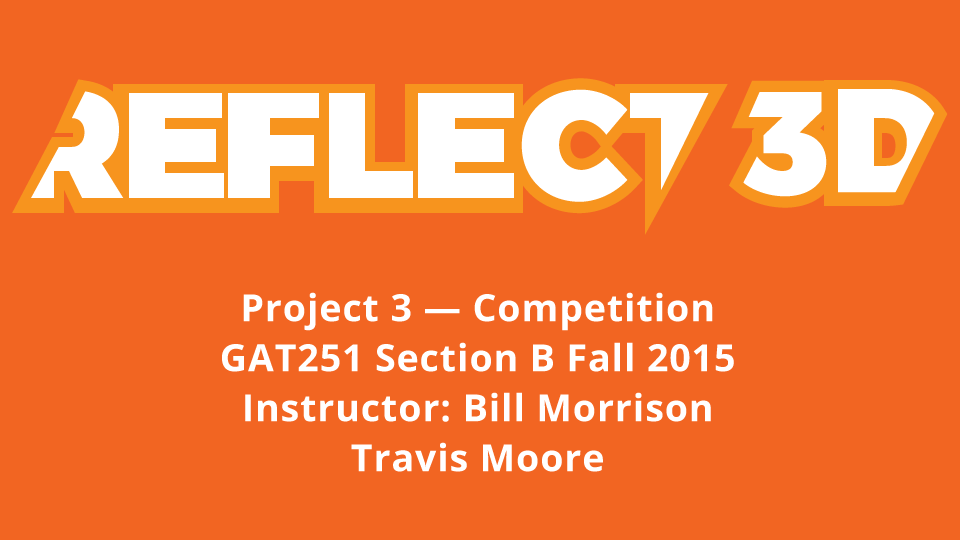 REFLECT 3D
Project 3 — Competition
GAT251 Section B Fall 2015
Instructor: Bill Morrison
Travis Moore